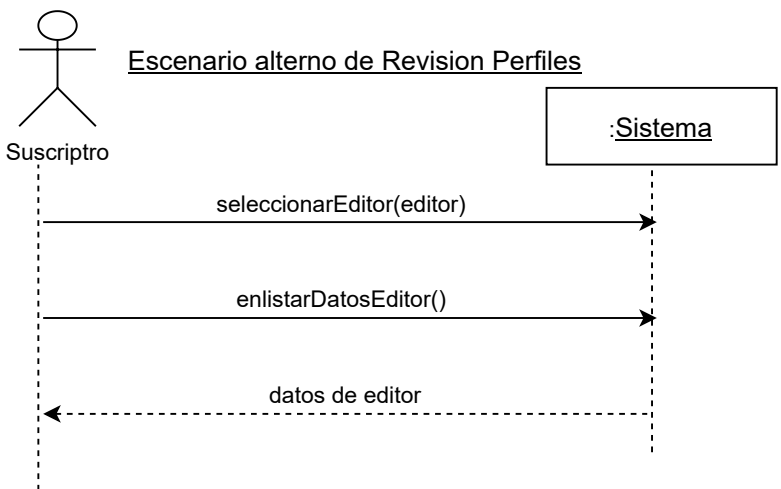 Escenario alterno de Revision Perfiles
:Sistema
Suscriptro
seleccionarEditor(editor)
enlistarDatosEditor()
datos de editor